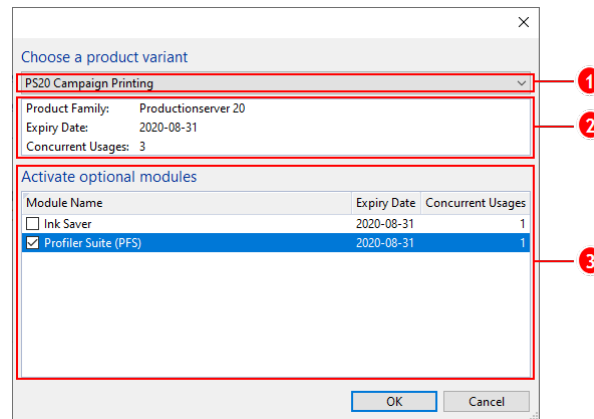 Choose a product variant
PS20 Campaign Printing
1
Product Family: Productionserver 20
2
Expiry Date: 2020-08-31
Concurrent Usages: 3
Activate optional modules
Module Name Expiry Date Concurrent Usages
Ink Saver 2020-08-31 1
Profiler Suite (PFS) 2020-08-31 1
3
OK Cancel